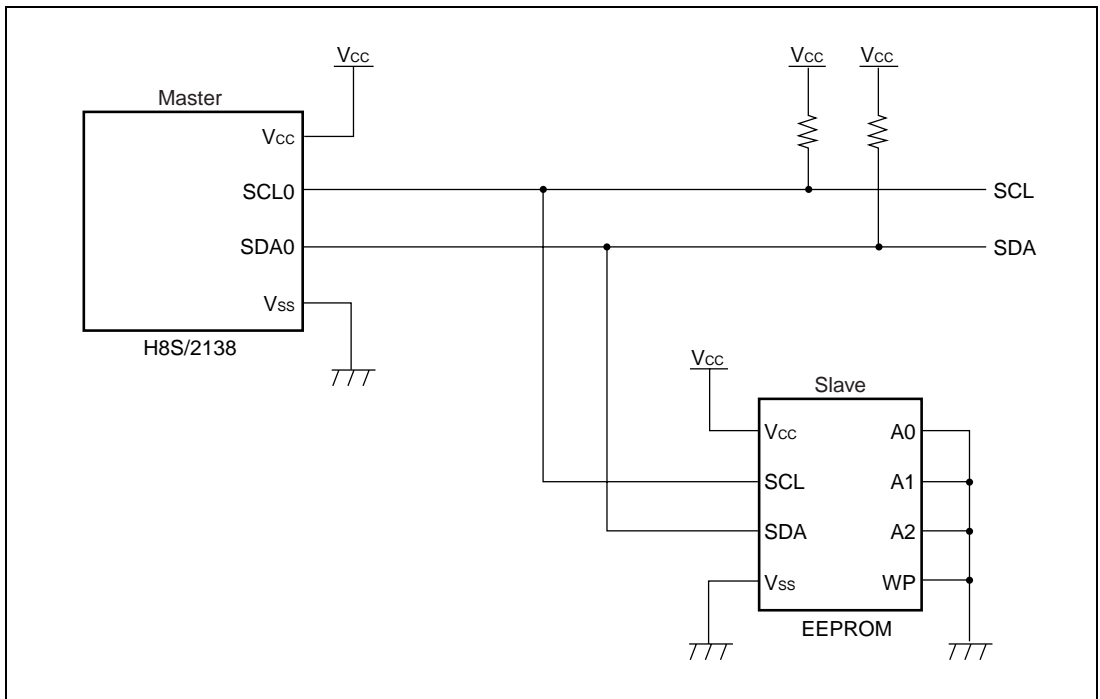 Vcc
Vcc
Vcc
Master
Vcc
SCL0
SCL
SDA0
SDA
Vss
H8S/2138
Vcc
Slave
Vcc
A0
SCL
A1
SDA
A2
Vss
WP
EEPROM